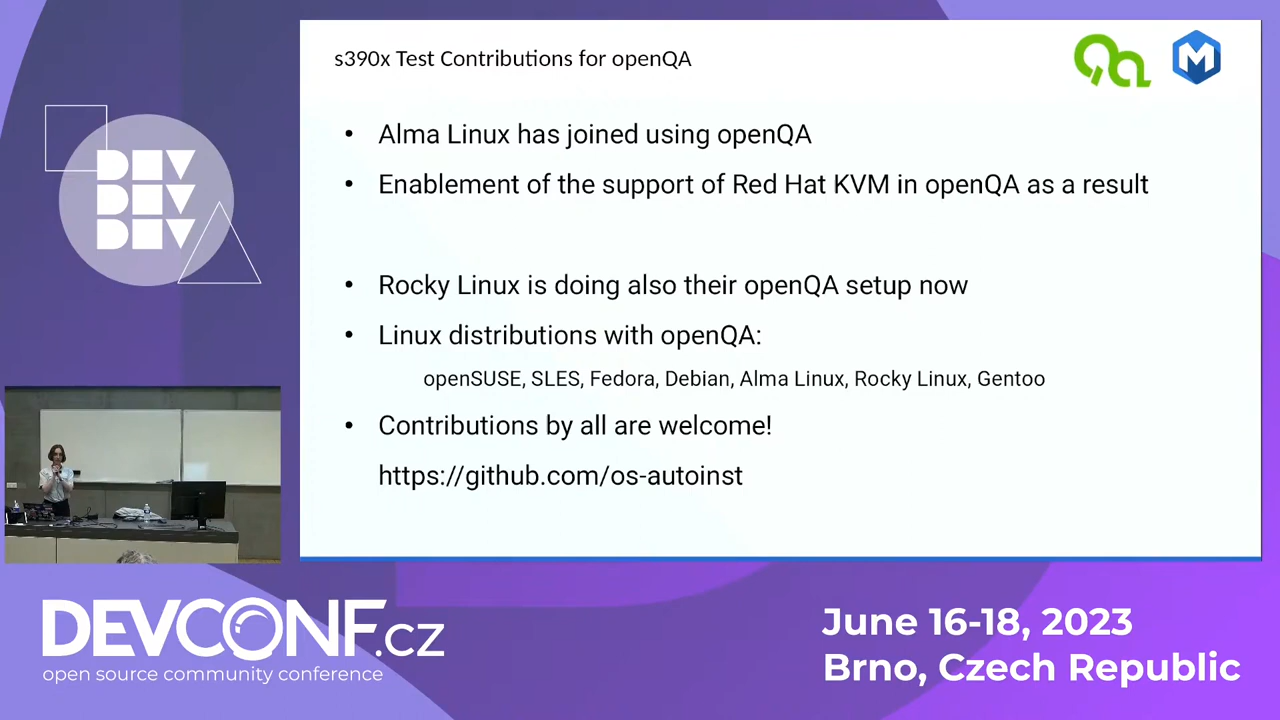 s390x Test Contributions for openQA
Qa
M
• Alma Linux has joined using openQA
• Enablement of the support of Red Hat KVM in openQA as a result
• Rocky Linux is doing also their openQA setup now
• Linux distributions with openQA:
openSUSE, SLES, Fedora, Debian, Alma Linux, Rocky Linux, Gentoo
• Contributions by all are welcome!
https://github.com/os-autoinst
DEV
DEV
DEV
DEVCONF.cz
open source community conference
June 16-18, 2023
Brno, Czech Republic